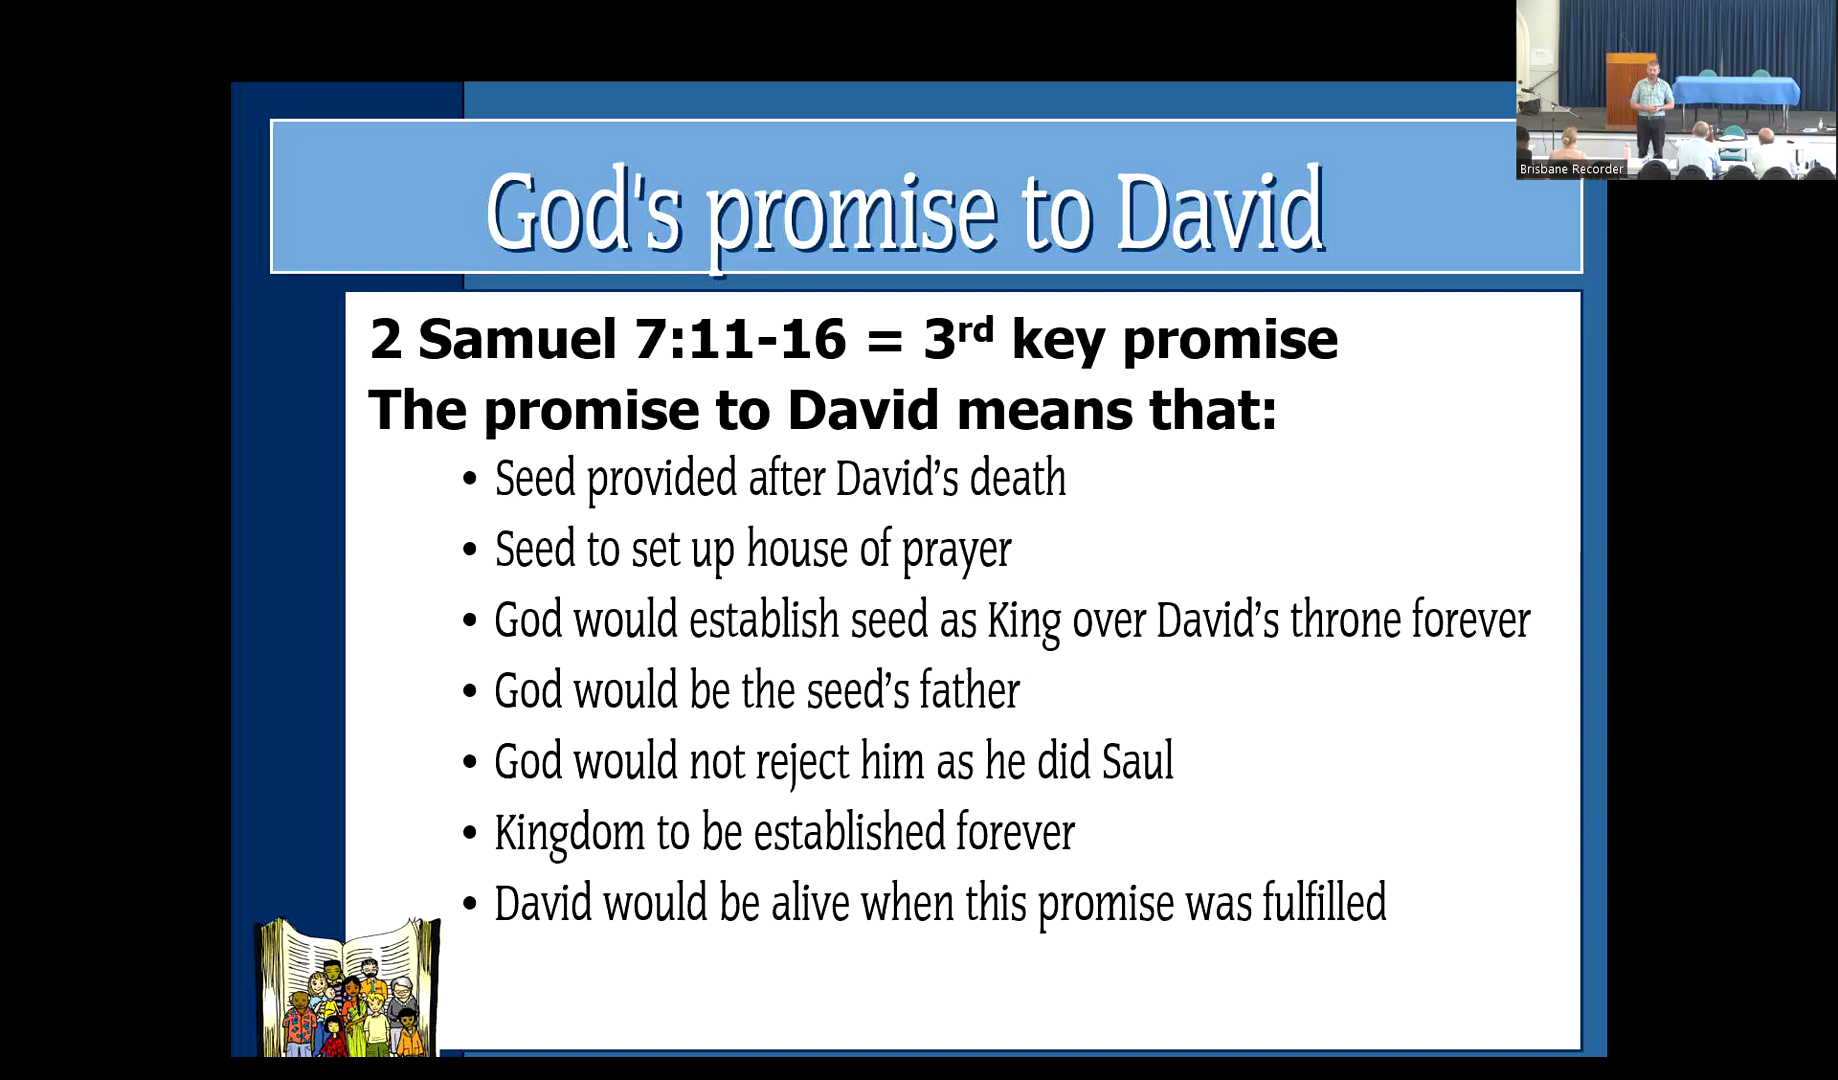 God's promise to David
Brisbane Recorder
2 Samuel 7:11-16 = 3rd key promise
The promise to David means that:
• Seed provided after David’s death
• Seed to set up house of prayer
• God would establish seed as King over David’s throne forever
• God would be the seed’s father
• God would not reject him as he did Saul
• Kingdom to be established forever
• David would be alive when this promise was fulfilled